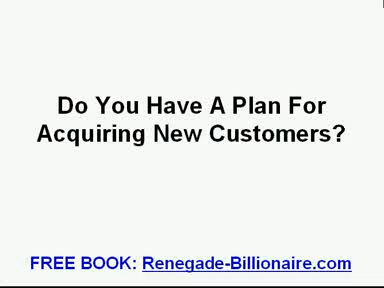 Do You Have A Plan For
Acquiring New Customers?
FREE BOOK: Renegade-Billionaire.com